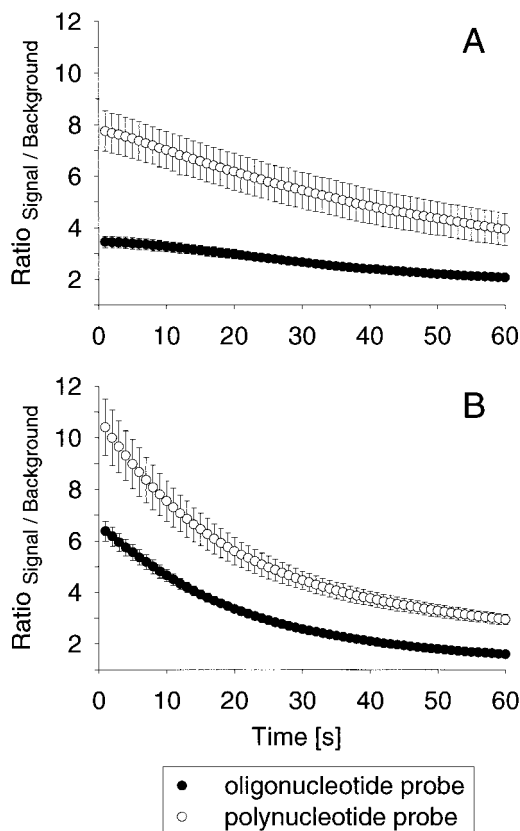 A
12
10
8
6
4
2
Ratio Signal / Background
0 10 20 30 40 50 60
B
12
10
8
6
4
2
Ratio Signal / Background
0 10 20 30 40 50 60
Time [s]
oligonucleotide probe
polynucleotide probe